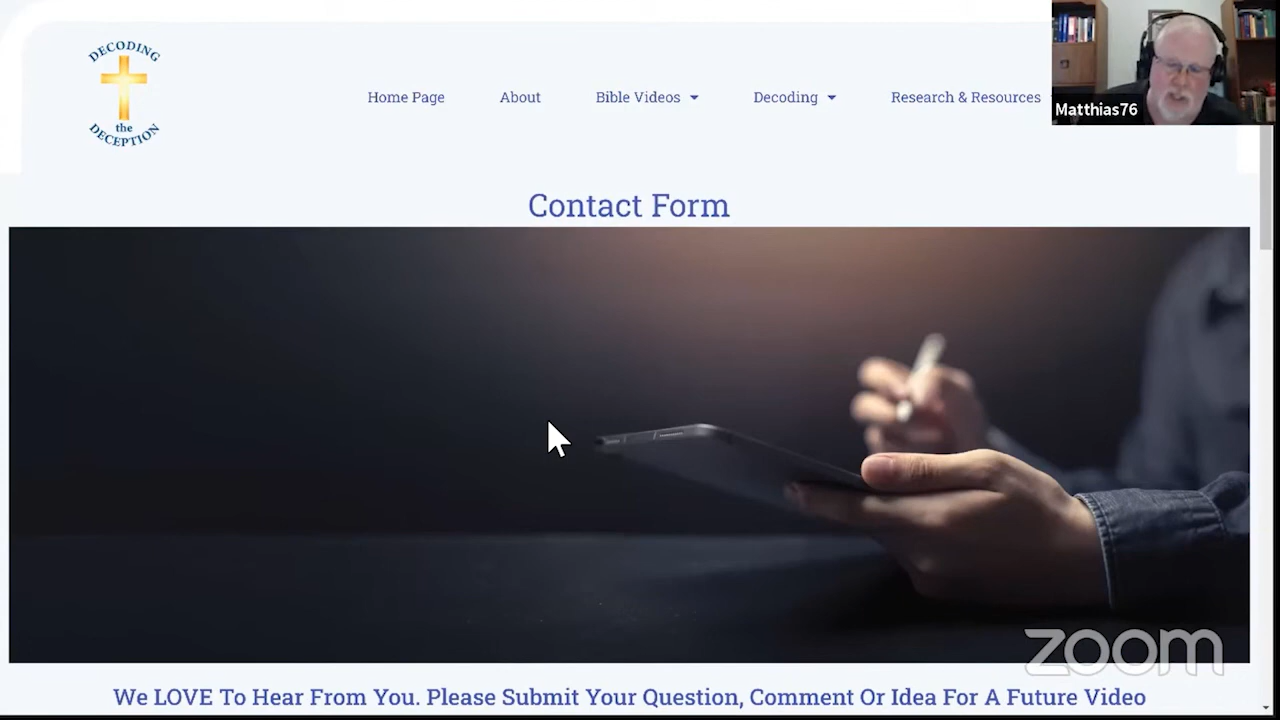 DECODING
the
DECEPTION
Home Page
About
Bible Videos
Decoding
Research & Resources
Matthias76
Contact Form
zoom
We LOVE To Hear From You. Please Submit Your Question, Comment Or Idea For A Future Video